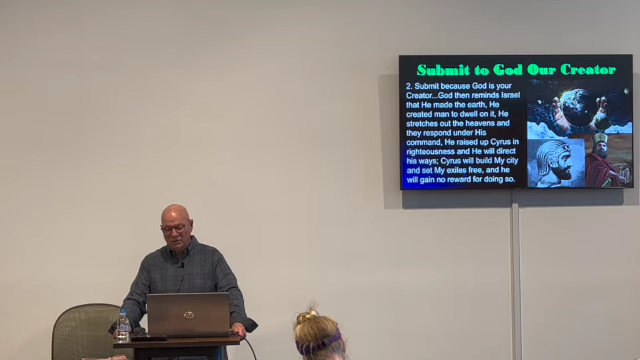 Submit to God Our Creator
2. Submit because God is your
Creator...God then reminds Israel
that He made the earth, He
created man to dwell on it, He
stretches out the heavens and
they respond under His
command, He raised up Cyrus in
righteousness and He will direct
his ways; Cyrus will build My city
and set My exiles free, and he
will gain no reward for doing so.
hp